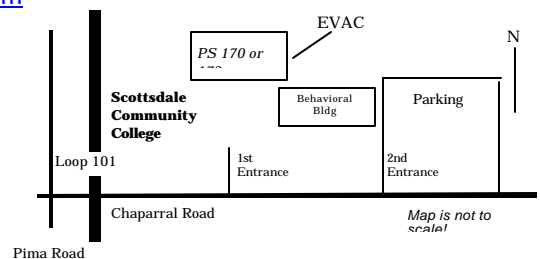 EVAC
N
PS 170 or
Scottsdale
Community
College
Behavioral
Bldg
Parking
Loop 101
1st
Entrance
2nd
Entrance
Chaparral Road
Map is not to
scale!
Pima Road